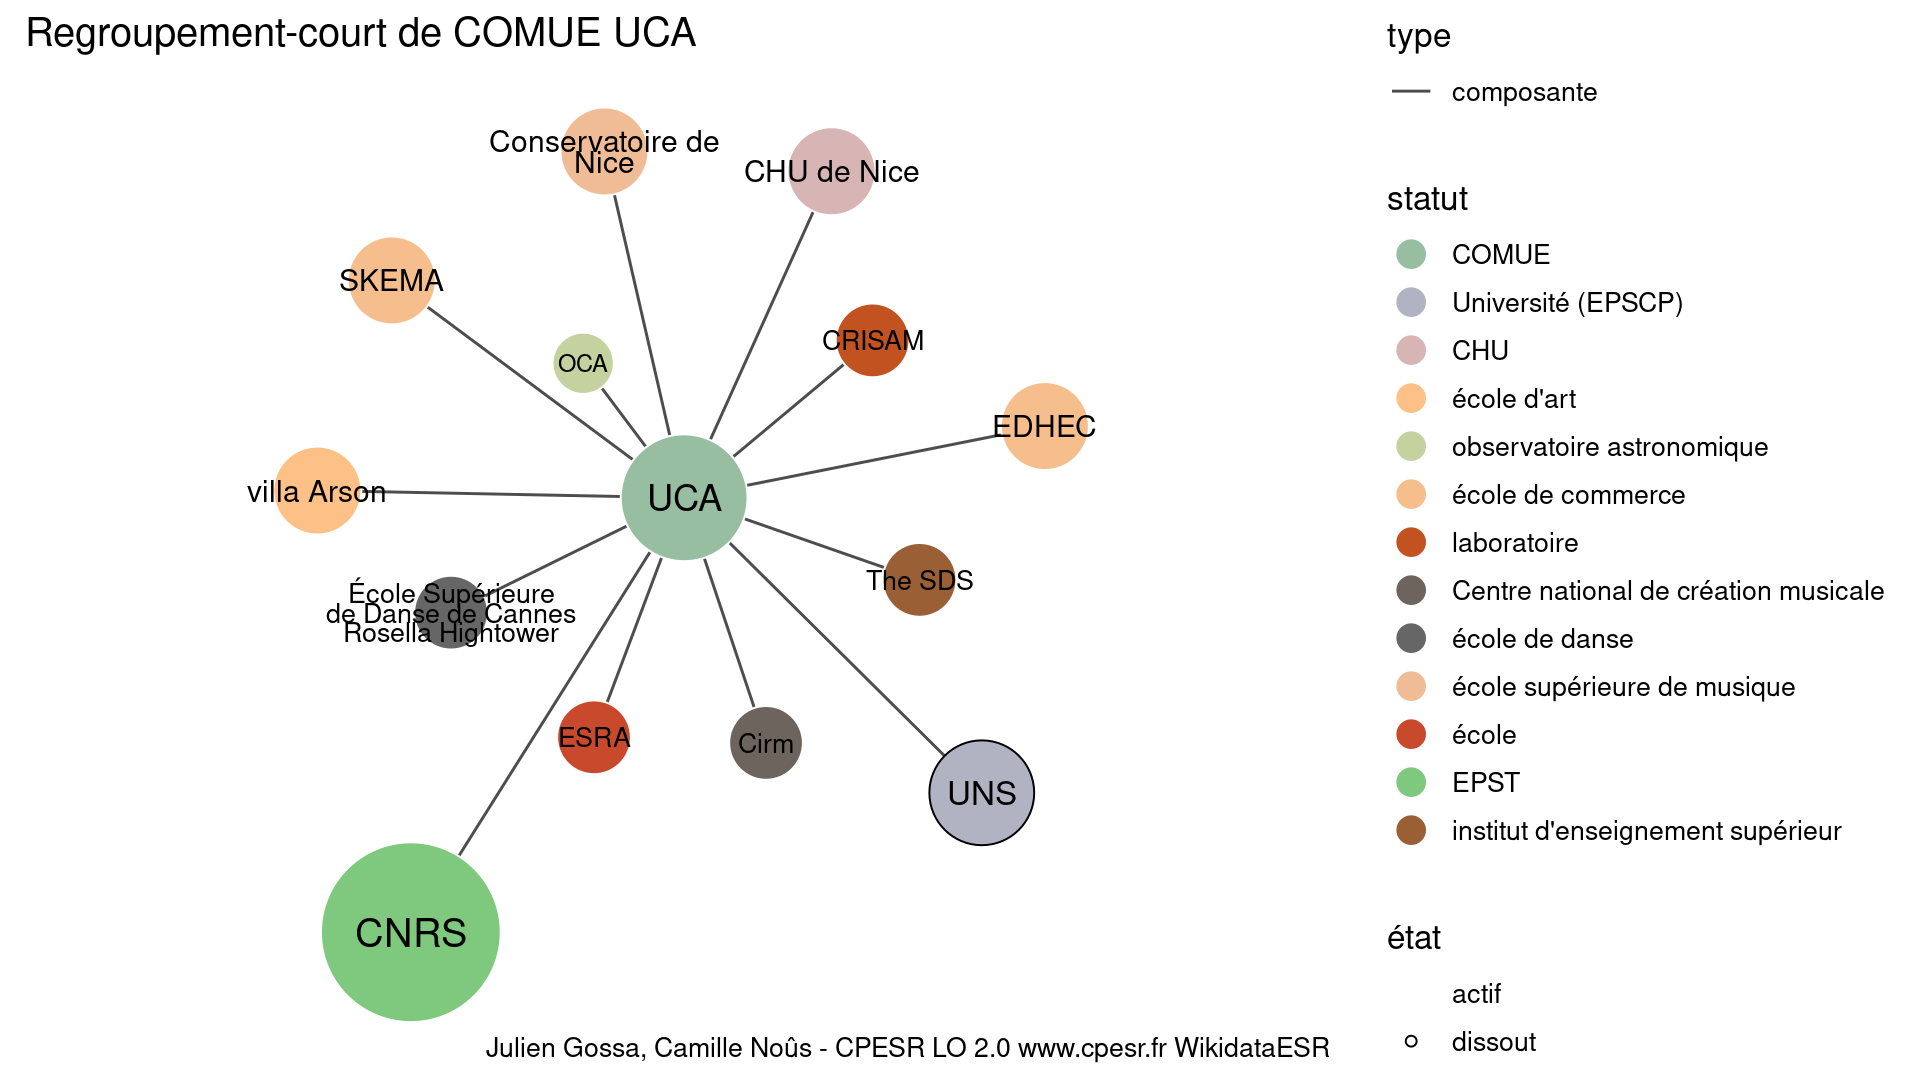 Regroupement-court de COMUE UCA
Conservatoire de
Nice
CHU de Nice
SKEMA
OCA
CRISAM
EDHEC
villa Arson
UCA
École Supérieure
de Danse de Cannes
Rosella Hightower
The SDS
ESRA
Cirm
UNS
CNRS
type
composante
statut
COMUE
Université (EPSCP)
CHU
école d'art
observatoire astronomique
école de commerce
laboratoire
Centre national de création musicale
école de danse
école supérieure de musique
école
EPST
institut d'enseignement supérieur
état
actif
dissout
Julien Gossa, Camille Noûs - CPESR LO 2.0 www.cpesr.fr WikidataESR